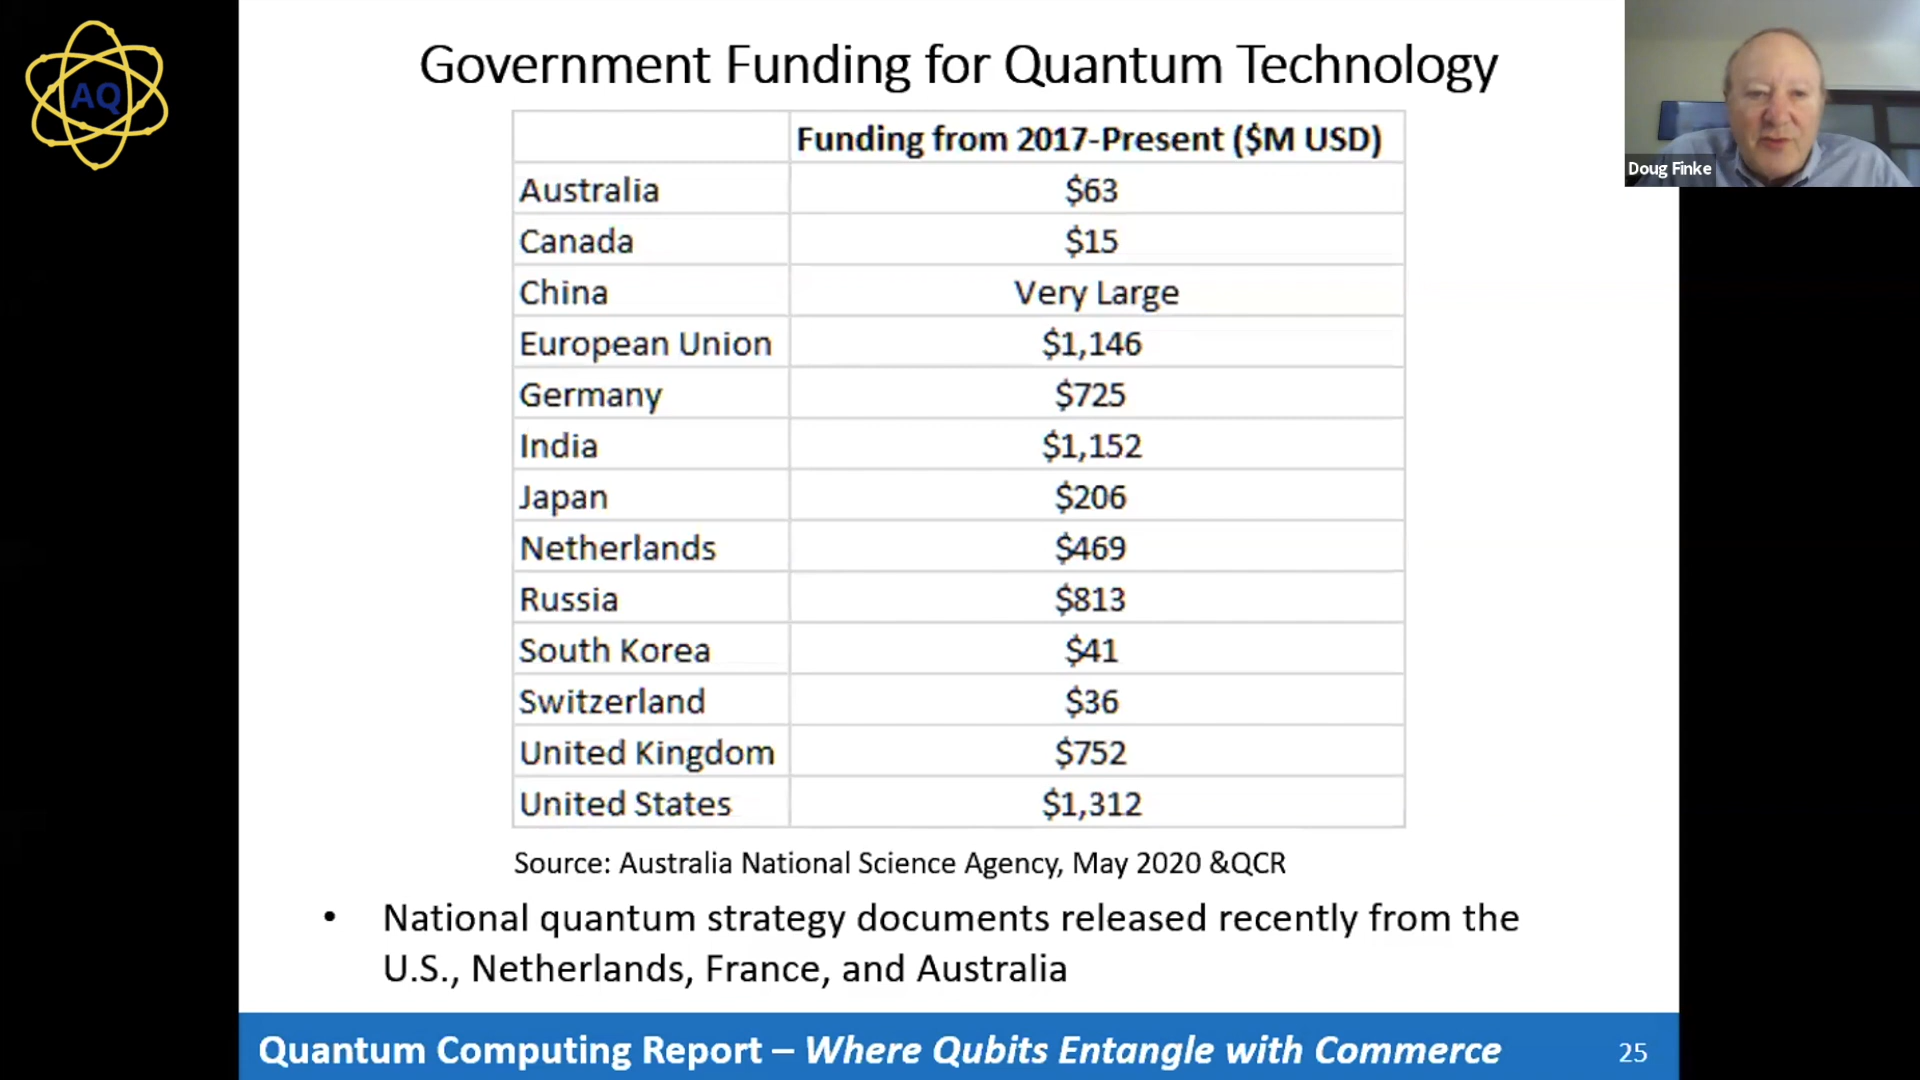 AQ
Government Funding for Quantum Technology
Doug Finke
Funding from 2017-Present ($M USD)
Australia $63
Canada $15
China Very Large
European Union $1,146
Germany $725
India $1,152
Japan $206
Netherlands $469
Russia $813
South Korea $41
Switzerland $36
United Kingdom $752
United States $1,312
Source: Australia National Science Agency, May 2020 &QCR
• National quantum strategy documents released recently from the
U.S., Netherlands, France, and Australia
Quantum Computing Report – Where Qubits Entangle with Commerce 25